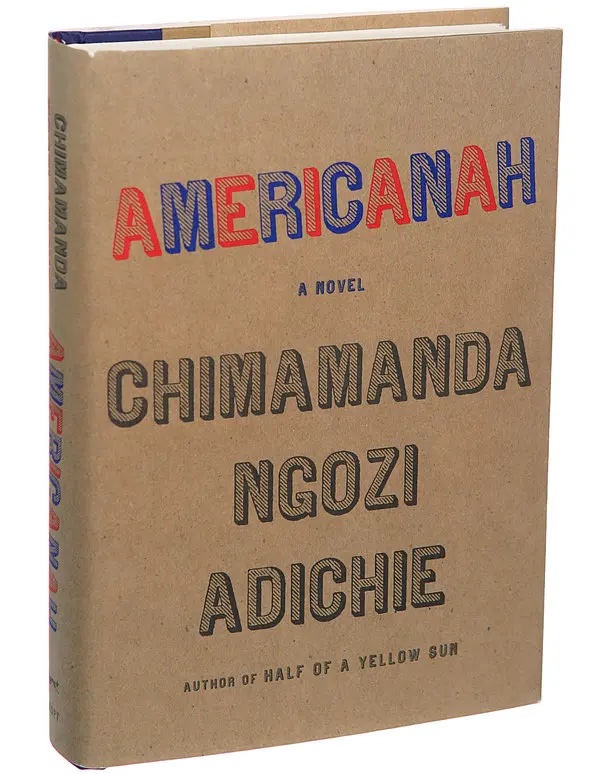 AMERICANAH
A NOVEL
CHIMAMANDA
NGOZI
ADICHIE
AUTHOR OF HALF OF A YELLOW SUN
CHIMAMANDA
AMERICANAH